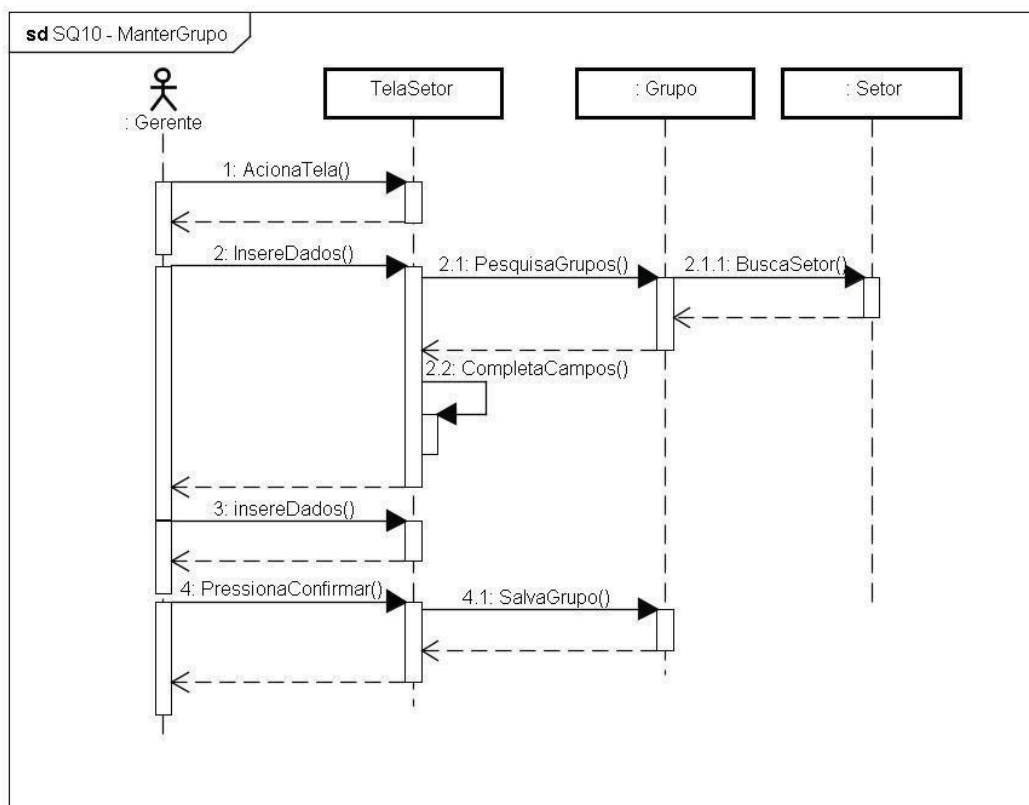 sd SQ10 - ManterGrupo
: Gerente
TelaSetor
: Grupo
: Setor
1: AcionaTela()
2: InsereDados()
2.1: PesquisaGrupos()
2.1.1: BuscaSetor()
2.2: CompletaCampos()
3: insereDados()
4: PressionaConfirmar()
4.1: SalvaGrupo()